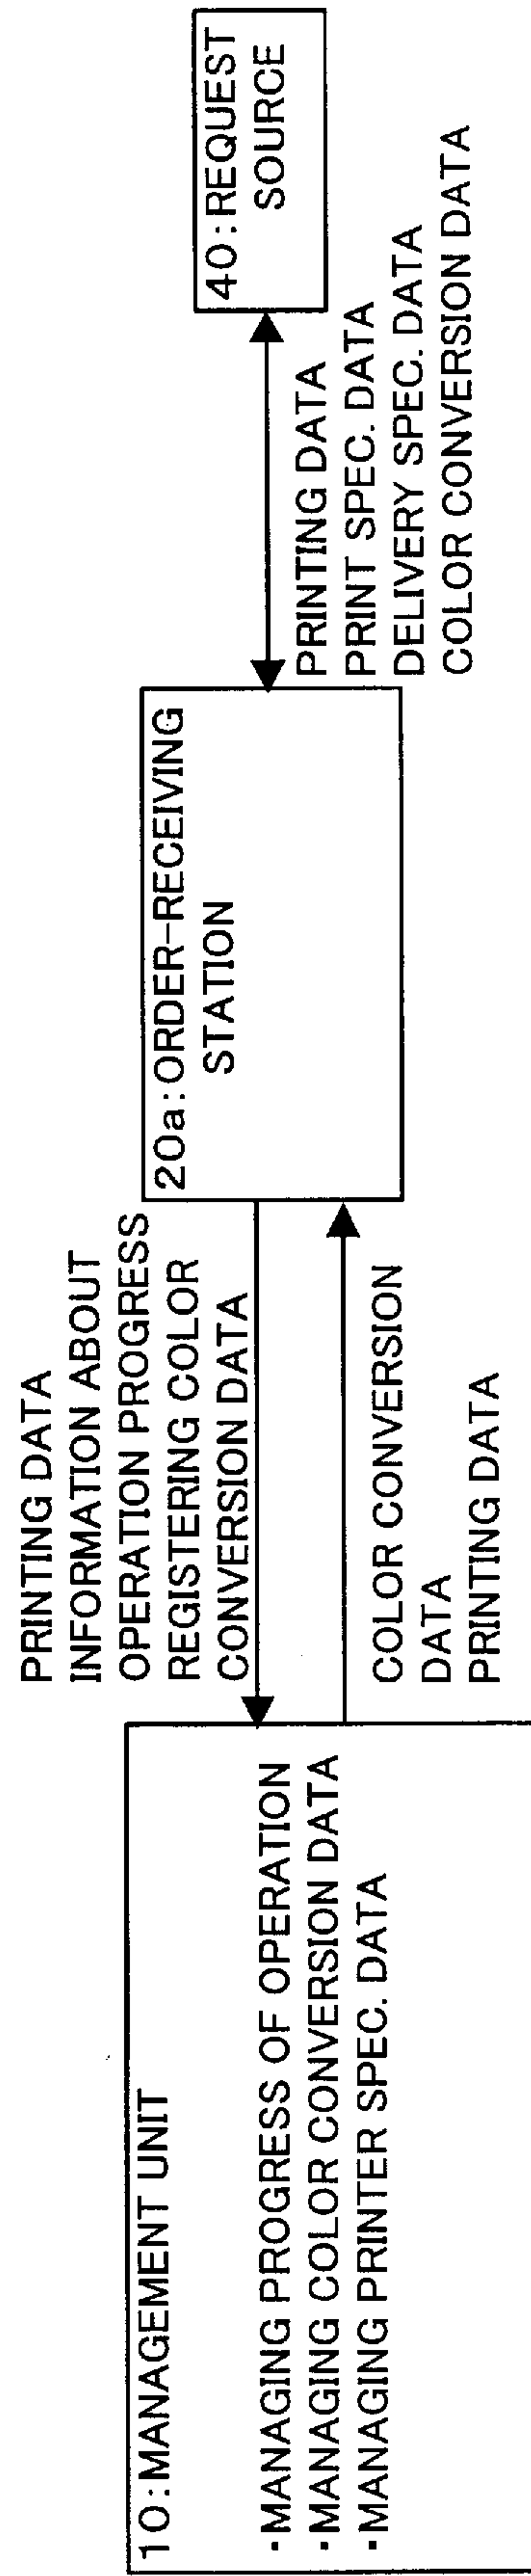 10:MANAGEMENT UNIT
・MANAGING PROGRESS OF OPERATION
・MANAGING COLOR CONVERSION DATA
・MANAGING PRINTER SPEC. DATA
PRINTING DATA
INFORMATION ABOUT
OPERATION PROGRESS
REGISTERING COLOR
CONVERSION DATA
COLOR CONVERSION
DATA
PRINTING DATA
20a:ORDER-RECEIVING
STATION
PRINTING DATA
PRINT SPEC. DATA
DELIVERY SPEC. DATA
COLOR CONVERSION DATA
40:REQUEST
SOURCE